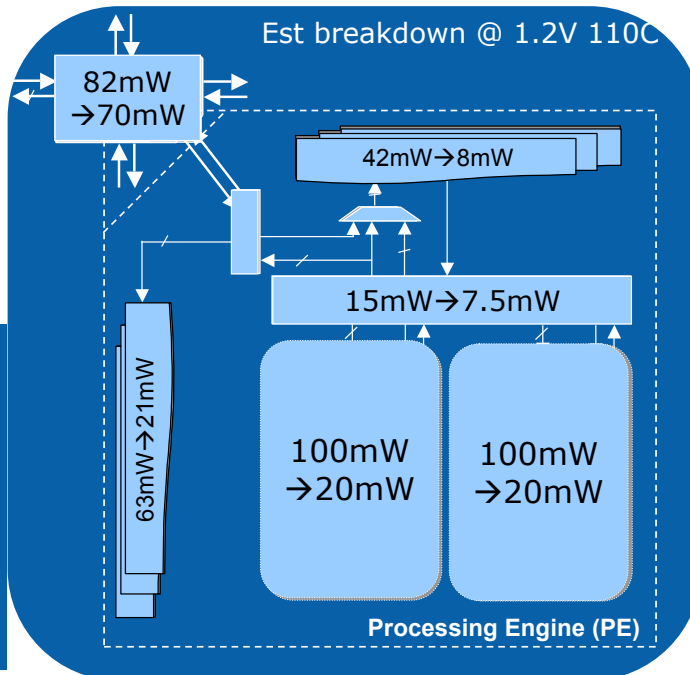 Est breakdown @ 1.2V 110C
82mW
→70mW
42mW→8mW
15mW→7.5mW
63mW→21mW
100mW
→20mW
100mW
→20mW
Processing Engine (PE)